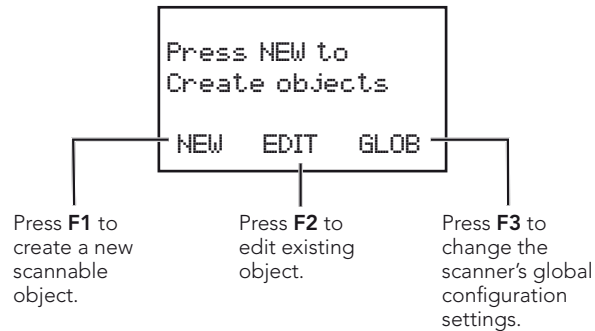 Press NEW to
Create objects
NEW EDIT GLOB
Press F1 to
create a new
scannable
object.
Press F2 to
edit existing
object.
Press F3 to
change the
scanner's global
configuration
settings.